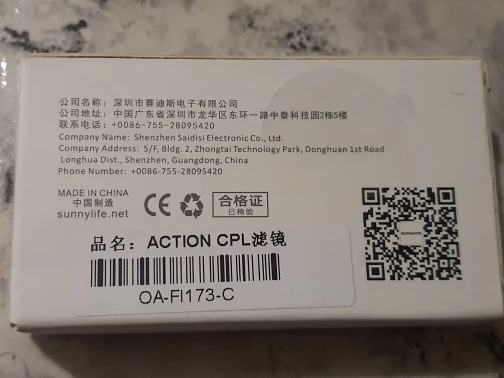 公司名称：深圳市赛迪斯电子有限公司
公司地址：中国广东省深圳市龙华区东环一路中泰科技园2栋5楼
联系电话：+0086-755-28095420
Company Name: Shenzhen Saidisi Electronic Co., Ltd.
Company Address: 5/F, Bldg. 2, Zhongtai Technology Park, Donghuan 1st Road
Longhua Dist., Shenzhen, Guangdong, China
Phone Number: +0086-755-28095420
MADE IN CHINA
中国制造
sunnylife.net
CE
合格证
已检验
品名：ACTION CPL滤镜
OA-FI173-C